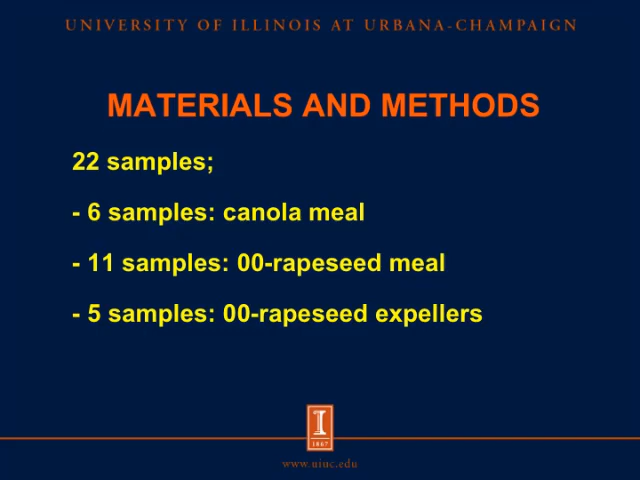 UNIVERSITY OF ILLINOIS AT URBANA-CHAMPAIGN
MATERIALS AND METHODS
22 samples;
- 6 samples: canola meal
- 11 samples: 00-rapeseed meal
- 5 samples: 00-rapeseed expellers
I
1867
www.uiuc.edu